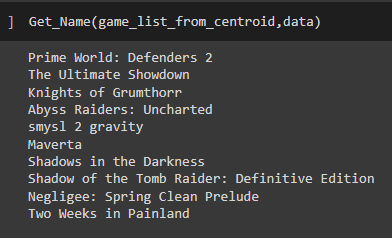 ] Get_Name(game_list_from_centroid,data)
Prime World: Defenders 2
The Ultimate Showdown
Knights of Grumthorr
Abyss Raiders: Uncharted
smysl 2 gravity
Maverta
Shadows in the Darkness
Shadow of the Tomb Raider: Definitive Edition
Negligee: Spring Clean Prelude
Two Weeks in Painland